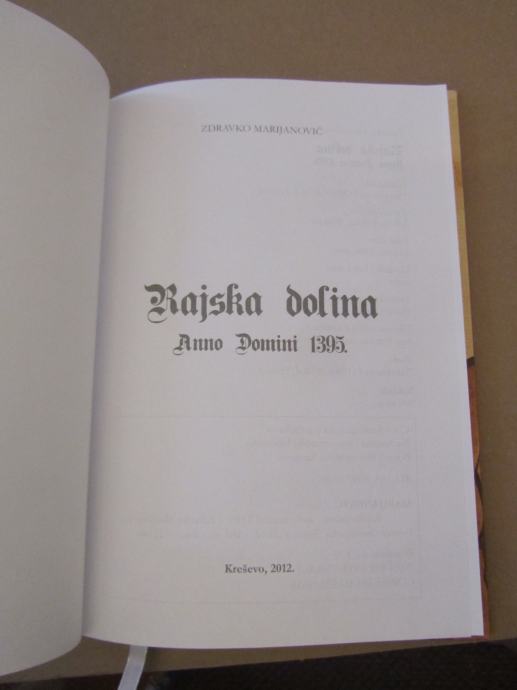 ZDRAVKO MARIJANOVIĆ
Rajska dolina
Anno Domini 1395.
Kreševo, 2012.